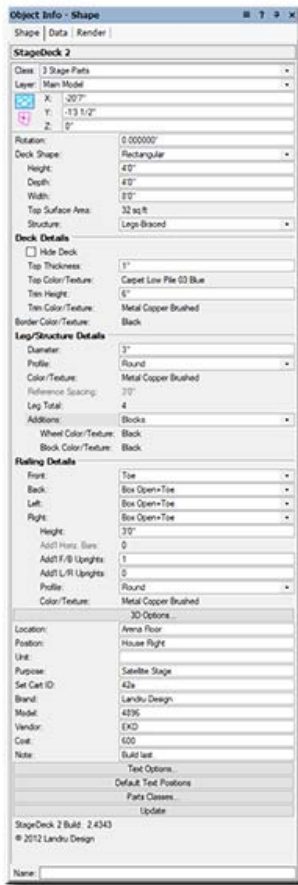 Object Info - Shape
Shape Data Render
StageDeck 2
Class: 3 Stage Parts
Layer: Main Model
X: -20'7"
Y: -13 1/2"
Z: 0"
Rotation: 0.000000°
Deck Shape: Rectangular
Height: 4'0"
Depth: 4'0"
Width: 8'0"
Top Surface Area: 32 sq ft
Structure: Legs-Braced
Deck Details
Hide Deck
Top Thickness: 1"
Top Color/Texture: Carpet Low Pile 03 Blue
Trim Height: 6"
Trim Color/Texture: Metal Copper Brushed
Border Color/Texture: Black
Leg/Structure Details
Diameter: 3"
Profile: Round
Color/Texture: Metal Copper Brushed
Reference Spacing: 3'0"
Leg Total: 4
Additions: Blocks
Wheel Color/Texture: Black
Block Color/Texture: Black
Railing Details
Front: Toe
Back: Box Open+Toe
Left: Box Open+Toe
Right: Box Open+Toe
Height: 3'0"
Add'l Horiz. Bars: 0
Add'l F/B Uprights: 1
Add'l L/R Uprights: 0
Profile: Round
Color/Texture: Metal Copper Brushed
3D Options...
Location: Arena Floor
Position: House Right
Unit:
Purpose: Satellite Stage
Set Cart ID: 42a
Brand: Landru Design
Model: 4896
Vendor: EKO
Cost: 600
Note: Build last.
Text Options...
Default Text Positions
Parts Classes...
Update
StageDeck 2 Build: 2.4343
© 2012 Landru Design
Name: